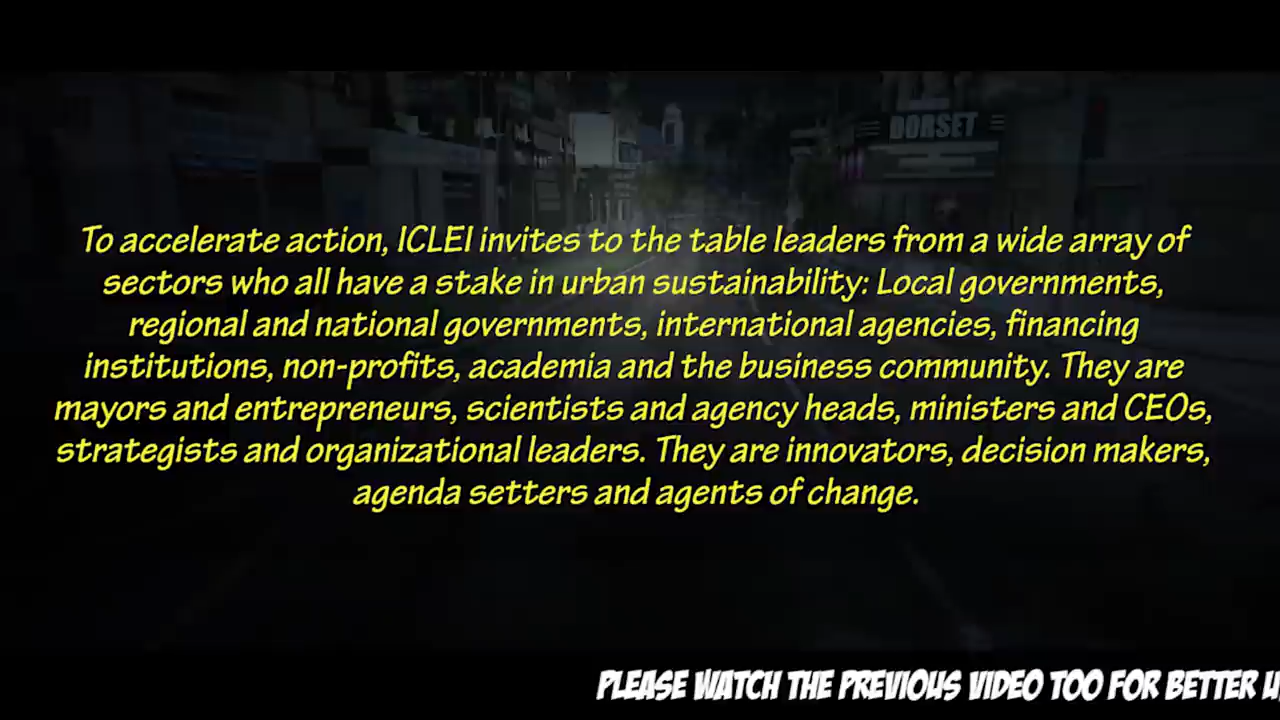 DORSET
To accelerate action, ICLEI invites to the table leaders from a wide array of
sectors who all have a stake in urban sustainability: Local governments,
regional and national governments, international agencies, financing
institutions, non-profits, academia and the business community. They are
mayors and entrepreneurs, scientists and agency heads, ministers and CEOs,
strategists and organizational leaders. They are innovators, decision makers,
agenda setters and agents of change.
PLEASE WATCH THE PREVIOUS VIDEO TOO FOR BETTER